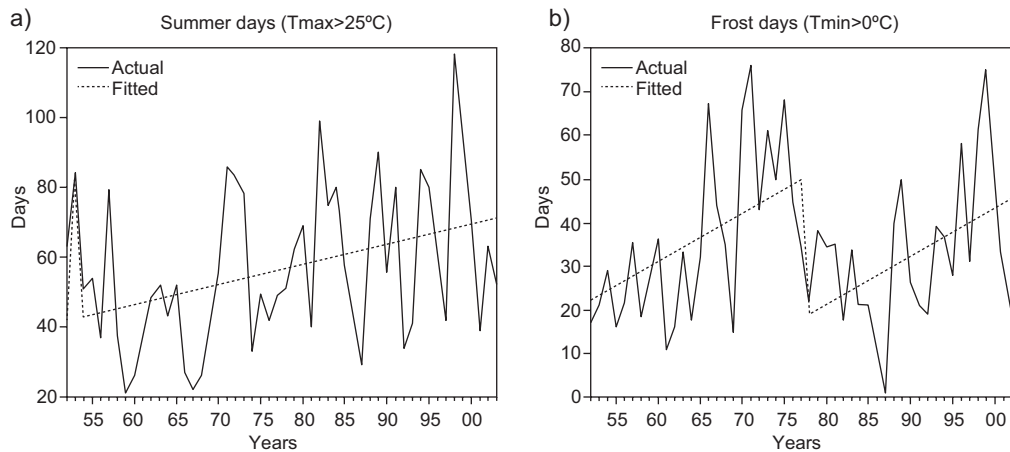 a) Summer days (Tmax>25ºC)
120
100
80
60
40
20
Days
Actual
Fitted
55 60 65 70 75 80 85 90 95 00
Years
b) Frost days (Tmin>0ºC)
80
70
60
50
40
30
20
10
0
Days
Actual
Fitted
55 60 65 70 75 80 85 90 95 00
Years